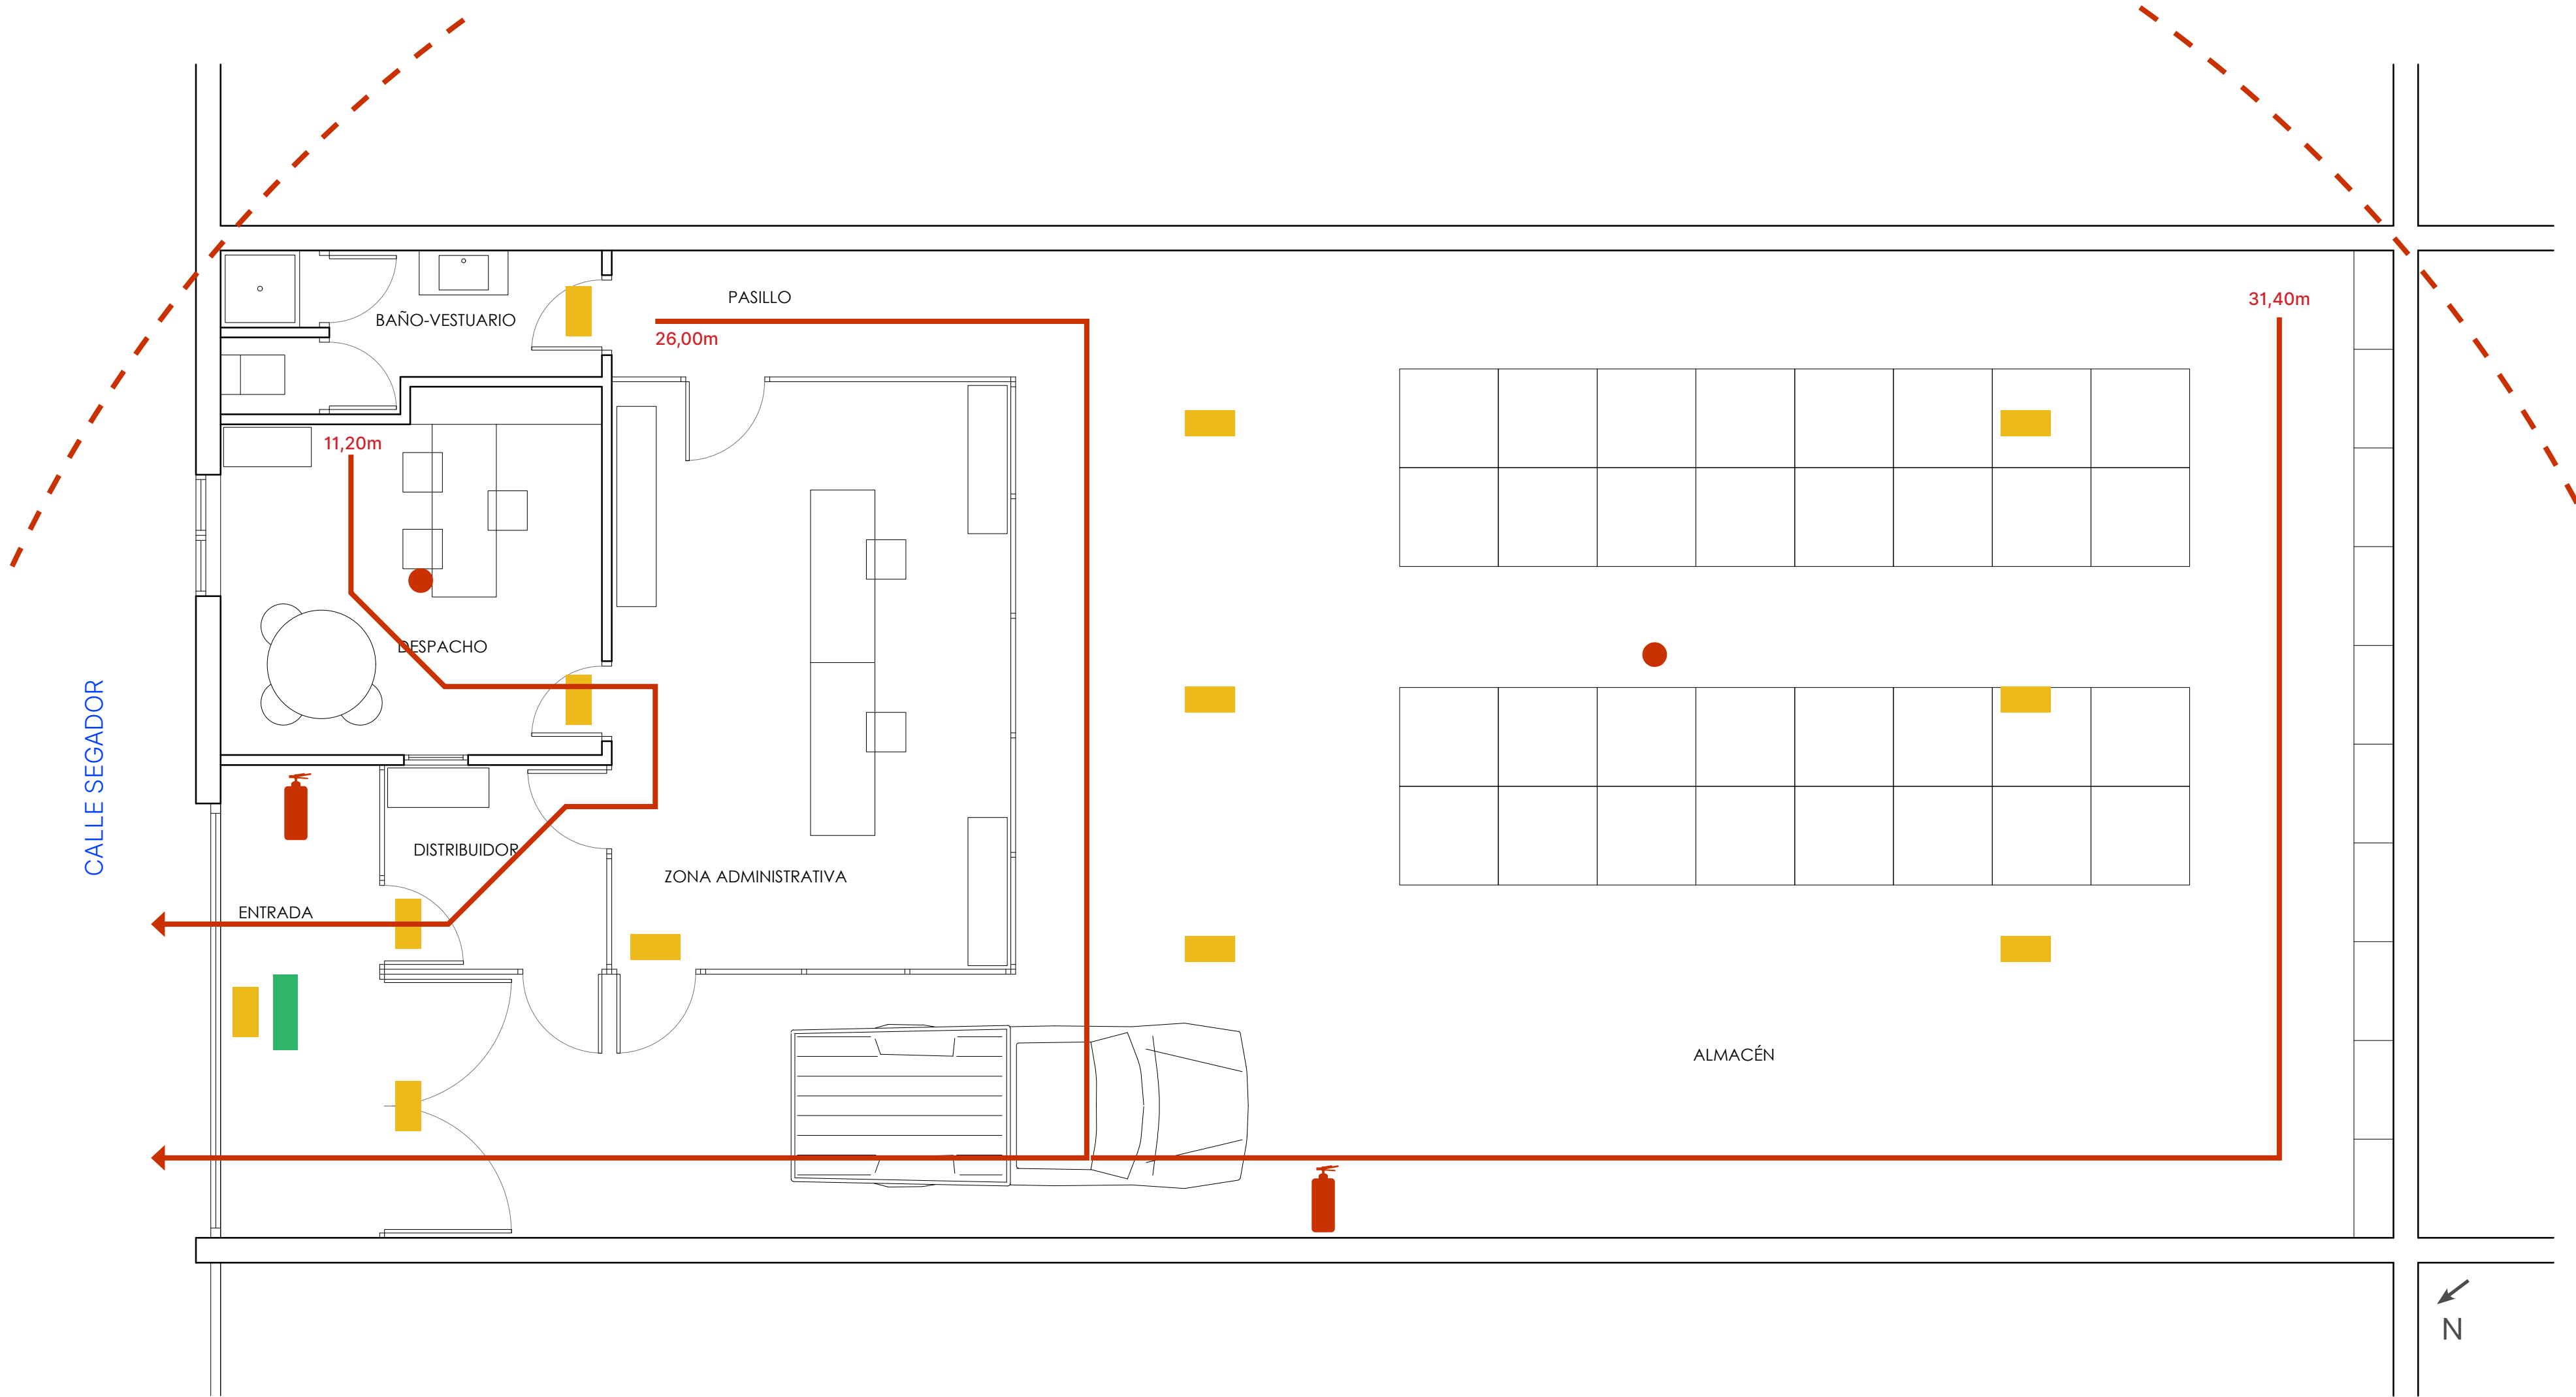 PASILLO
31,40m
BAÑO-VESTUARIO
26,00m
11,20m
DESPACHO
CALLE SEGADOR
DISTRIBUIDOR
ZONA ADMINISTRATIVA
ENTRADA
ALMACÉN
N